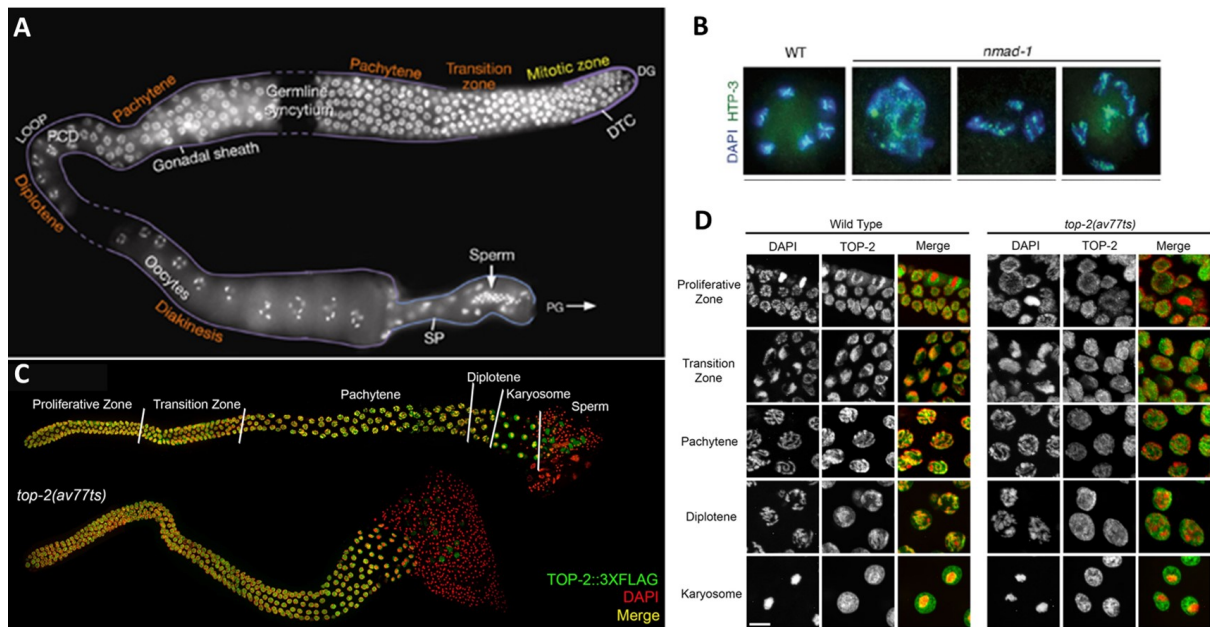 A
DG
Mitotic zone
Transition
zone
Pachytene
Germline
syncytium
DTC
Pachytene
LOOP
PCD
Gonadal sheath
Diplotene
Oocytes
Diakinesis
Sperm
SP
PG
B
WT
nmad-1
DAPI HTP-3
C
Proliferative Zone
Transition Zone
Pachytene
Diplotene
Karyosome
Sperm
top-2(av77ts)
TOP-2::3XFLAG
DAPI
Merge
D
Wild Type
top-2(av77ts)
DAPI TOP-2 Merge DAPI TOP-2 Merge
Proliferative
Zone
Transition
Zone
Pachytene
Diplotene
Karyosome